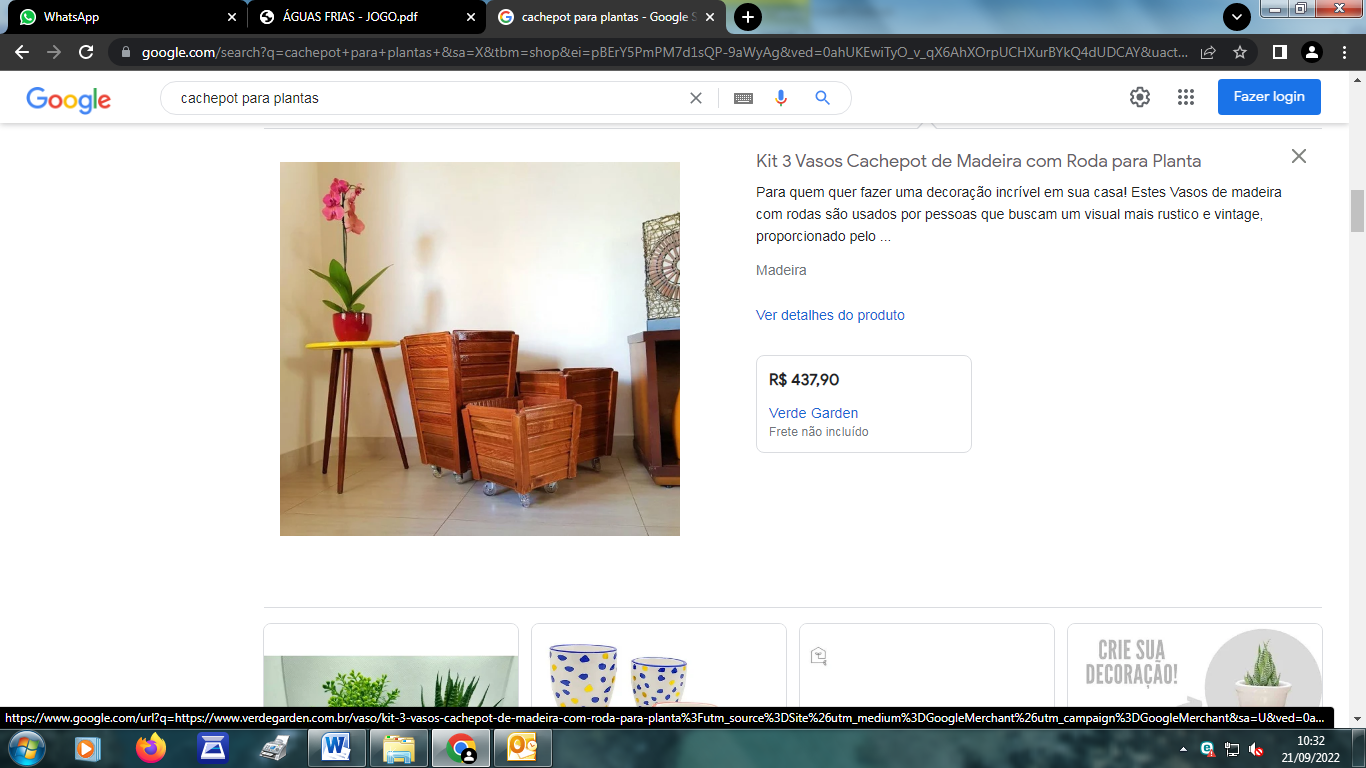 WhatsApp
ÁGUAS FRIAS - JOGO.pdf
cachepot para plantas - Google S
google.com/search?q=cachepot+para+plantas+&sa=X&tbm=shop&ei=pBErY5PmPM7d1sQP-9aWyAg&ved=0ahUKEwiTyO_v_qX6AhXOrpUCHXurBYkQ4dUDCAY&uact...
Google
cachepot para plantas
Fazer login
Kit 3 Vasos Cachepot de Madeira com Roda para Planta
Para quem quer fazer uma decoração incrível em sua casa! Estes Vasos de madeira
com rodas são usados por pessoas que buscam um visual mais rustico e vintage,
proporcionado pelo ...
Madeira
Ver detalhes do produto
R$ 437,90
Verde Garden
Frete não incluído
CRIE SUA
DECORAÇÃO!
https://www.google.com/url?q=https://www.verdegarden.com.br/vaso/kit-3-vasos-cachepot-de-madeira-com-roda-para-planta%3Futm_source%3DSite%26utm_medium%3DGoogleMerchant%26utm_campaign%3DGoogleMerchant&sa=U&ved=0a...
10:32
21/09/2022